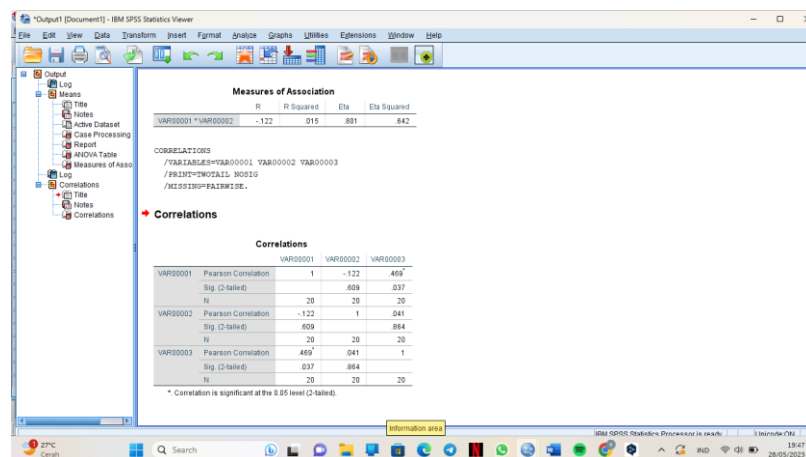 *Output1 [Document1] - IBM SPSS Statistics Viewer
File Edit View Data Transform Insert Format Analyze Graphs Utilities Extensions Window Help
Output
Log
Means
Title
Notes
Active Dataset
Case Processing
Report
ANOVA Table
Measures of Asso
Log
Correlations
Title
Notes
Correlations
Measures of Association
R R Squared Eta Eta Squared
VAR00001 * VAR00002 -.122 .015 .801 .642
CORRELATIONS
/VARIABLES=VAR00001 VAR00002 VAR00003
/PRINT=TWOTAIL NOSIG
/MISSING=PAIRWISE.
Correlations
Correlations
VAR00001 VAR00002 VAR00003
VAR00001 Pearson Correlation 1 -.122 .469*
Sig. (2-tailed) .609 .037
N 20 20 20
VAR00002 Pearson Correlation -.122 1 .041
Sig. (2-tailed) .609 .864
N 20 20 20
VAR00003 Pearson Correlation .469* .041 1
Sig. (2-tailed) .037 .864
N 20 20 20
*. Correlation is significant at the 0.05 level (2-tailed).
Information area
IBM SPSS Statistics Processor is ready Unicode:ON
27°C
Cerah
Search
IND
19:47
28/05/2023